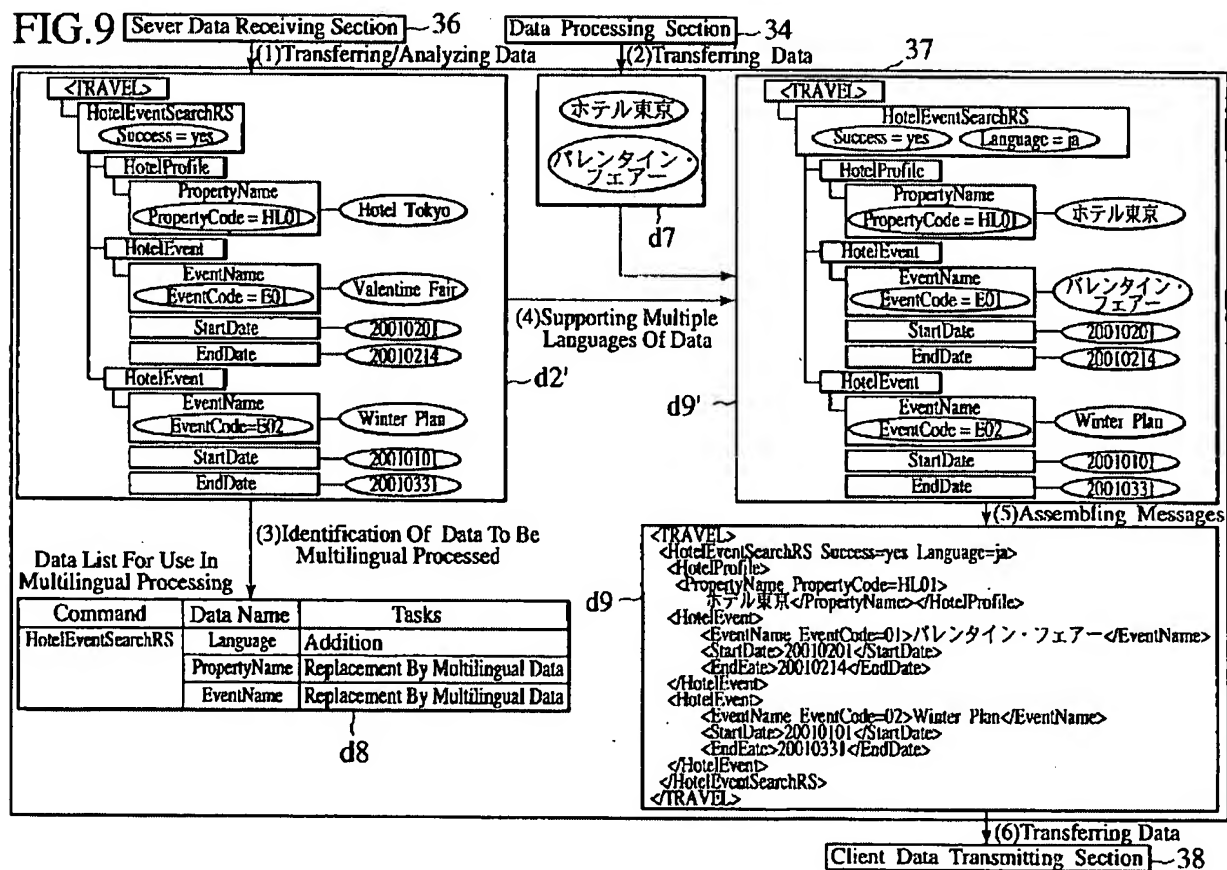 FIG.9
Sever Data Receiving Section
36
Data Processing Section
34
(1)Transferring/Analyzing Data
(2)Transferring Data
37
<TRAVEL>
HotelEventSearchRS
Success = yes
HotelProfile
PropertyName
PropertyCode = HL01
Hotel Tokyo
HotelEvent
EventName
EventCode = E01
Valentine Fair
StartDate
20010201
EndDate
20010214
HotelEvent
EventName
EventCode=E02
Winter Plan
StartDate
20010101
EndDate
20010331
d2'
ホテル東京
バレンタイン・
フェアー
d7
(4)Supporting Multiple
Languages Of Data
<TRAVEL>
HotelEventSearchRS
Success = yes
Language = ja
HotelProfile
PropertyName
PropertyCode = HL01
ホテル東京
HotelEvent
EventName
EventCode = E01
バレンタイン・
フェアー
StartDate
20010201
EndDate
20010214
HotelEvent
EventName
EventCode = E02
Winter Plan
StartDate
20010101
EndDate
20010331
d9'
(3)Identification Of Data To Be
Multilingual Processed
Data List For Use In
Multilingual Processing
Command Data Name Tasks
HotelEventSearchRS Language Addition
PropertyName Replacement By Multilingual Data
EventName Replacement By Multilingual Data
d8
(5)Assembling Messages
d9
<TRAVEL>
<HotelEventSearchRS Success=yes Language=ja>
<HotelProfile>
<PropertyName PropertyCode=HL01>
ホテル東京</PropertyName></HotelProfile>
<HotelEvent>
<EventName EventCode=01>バレンタイン・フェアー</EventName>
<StartDate>20010201</StartDate>
<EndEate>20010214</EndDate>
</HotelEvent>
<HotelEvent>
<EventName EventCode=02>Winter Plan</EventName>
<StartDate>20010101</StartDate>
<EndEate>20010331</EndDate>
</HotelEvent>
</HotelEventSearchRS>
</TRAVEL>
(6)Transferring Data
Client Data Transmitting Section
38